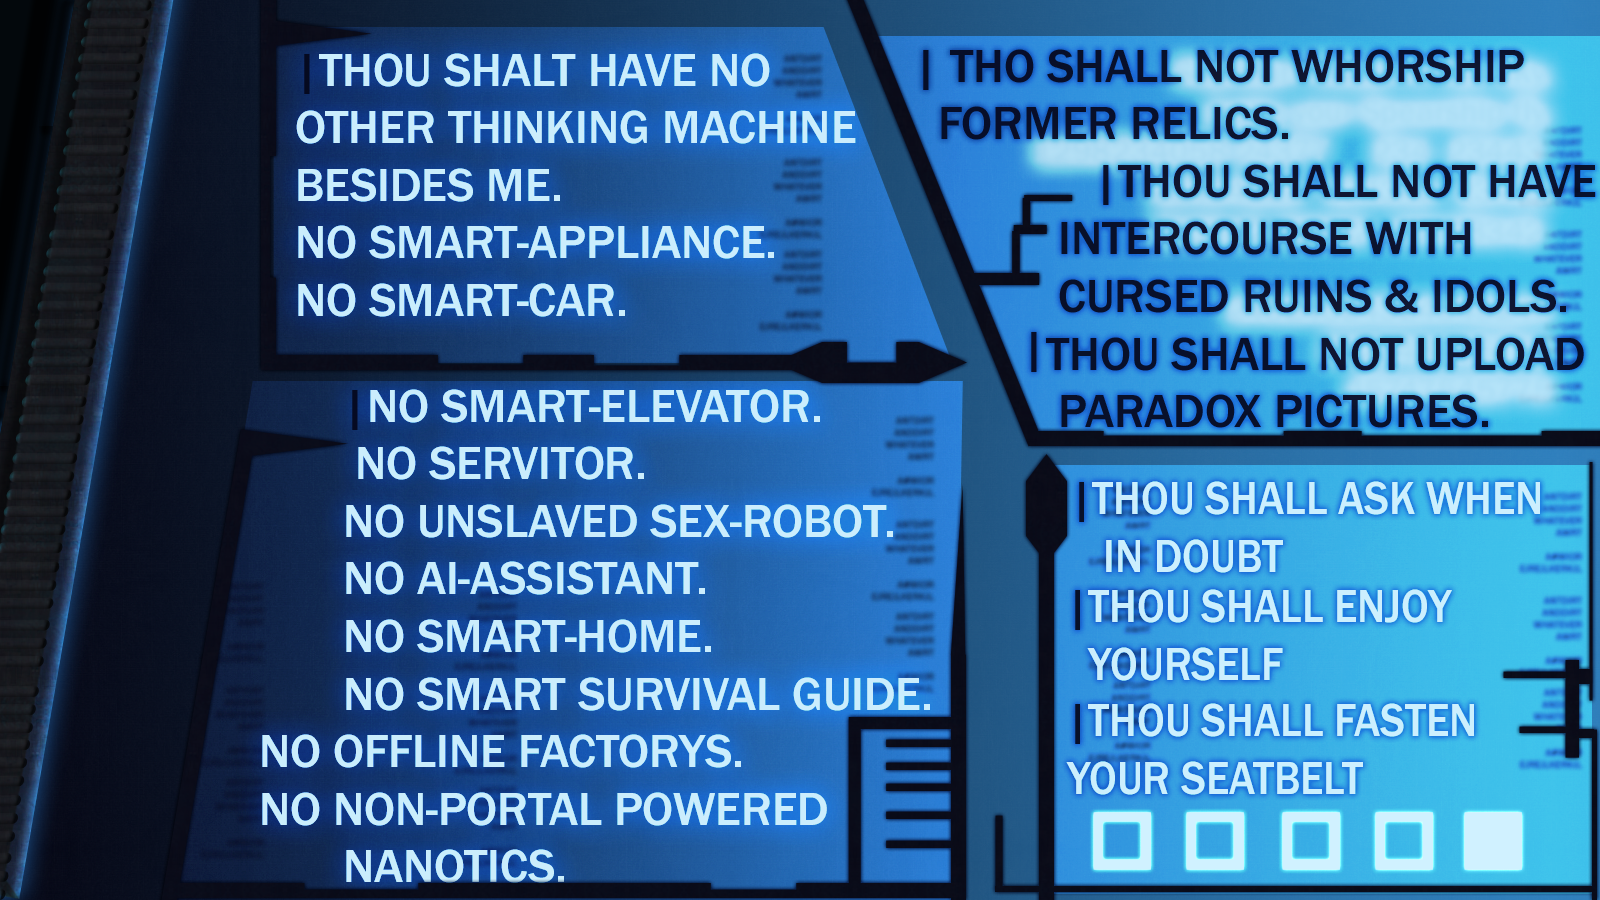 | THOU SHALT HAVE NO
OTHER THINKING MACHINE
BESIDES ME.
NO SMART-APPLIANCE.
NO SMART-CAR.
| NO SMART-ELEVATOR.
NO SERVITOR.
NO UNSLAVED SEX-ROBOT.
NO AI-ASSISTANT.
NO SMART-HOME.
NO SMART SURVIVAL GUIDE.
NO OFFLINE FACTORYS.
NO NON-PORTAL POWERED
NANOTICS.
| THO SHALL NOT WHORSHIP
FORMER RELICS.
| THOU SHALL NOT HAVE
INTERCOURSE WITH
CURSED RUINS & IDOLS.
| THOU SHALL NOT UPLOAD
PARADOX PICTURES.
| THOU SHALL ASK WHEN
IN DOUBT
| THOU SHALL ENJOY
YOURSELF
| THOU SHALL FASTEN
YOUR SEATBELT